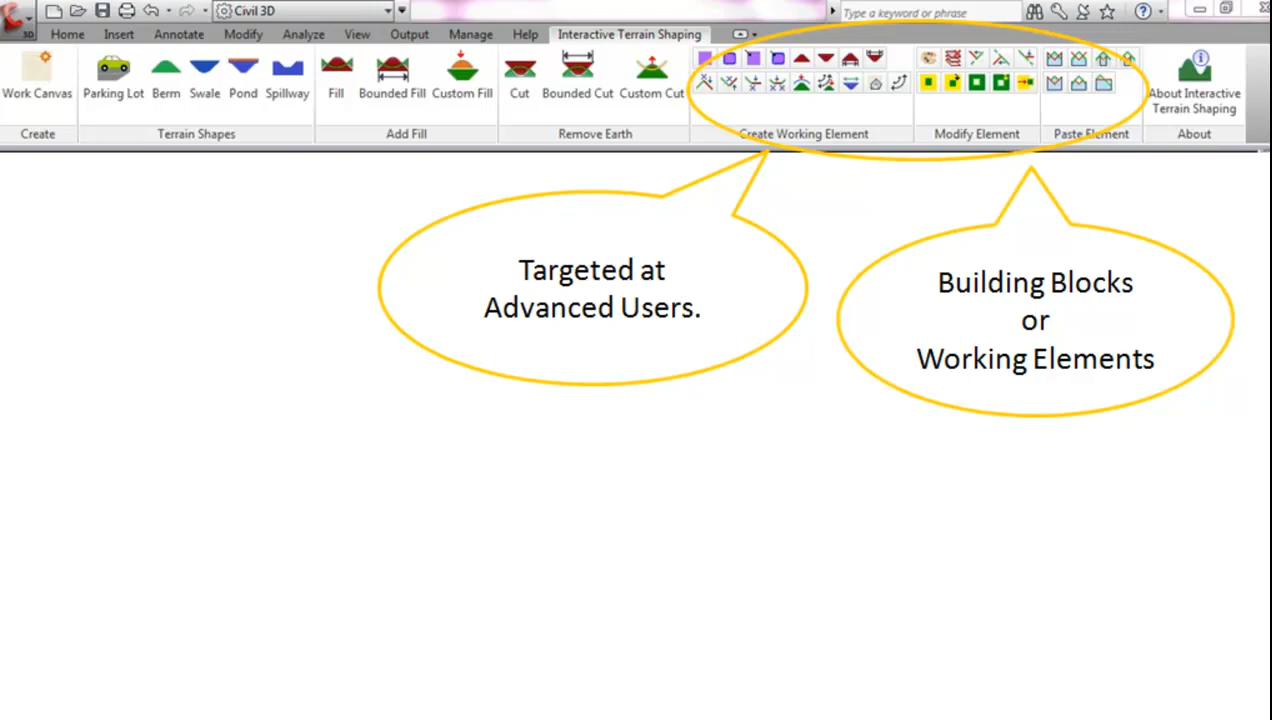 3D
Civil 3D
Type a keyword or phrase
Home Insert Annotate Modify Analyze View Output Manage Help Interactive Terrain Shaping
Work Canvas Parking Lot Berm Swale Pond Spillway Fill Bounded Fill Custom Fill Cut Bounded Cut Custom Cut About Interactive
Terrain Shaping
Create Terrain Shapes Add Fill Remove Earth Create Working Element Modify Element Paste Element About
Targeted at
Advanced Users.
Building Blocks
or
Working Elements